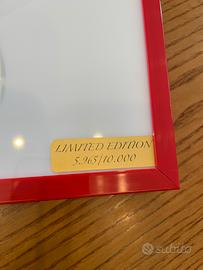 LIMITED EDITION
5.965/10.000
subito